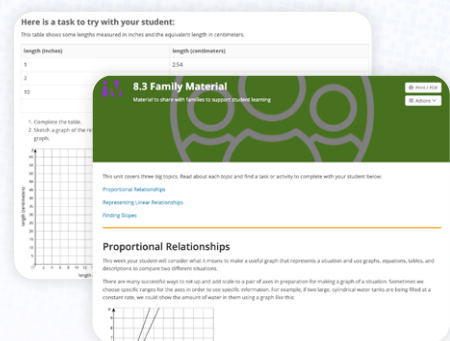 Here is a task to try with your student:
This table shows some lengths measured in inches and the equivalent length in centimeters.
length (inches) length (centimeters)
1 2.54
2
10
1. Complete the table.
2. Sketch a graph of the
graph.
length (centimeters)
length
8.3 Family Material
Material to share with families to support student learning
Print / PDF
Actions
This unit covers three big topics. Read about each topic and find a task or activity to complete with your student below.
Proportional Relationships
Representing Linear Relationships
Finding Slopes
Proportional Relationships
This week your student will consider what it means to make a useful graph that represents a situation and use graphs, equations, tables, and
descriptions to compare two different situations.
There are many successful ways to set up and add scale to a pair of axes in preparation for making a graph of a situation. Sometimes we
choose specific ranges for the axes in order to see specific information. For example, if two large, cylindrical water tanks are being filled at a
constant rate, we could show the amount of water in them using a graph like this: